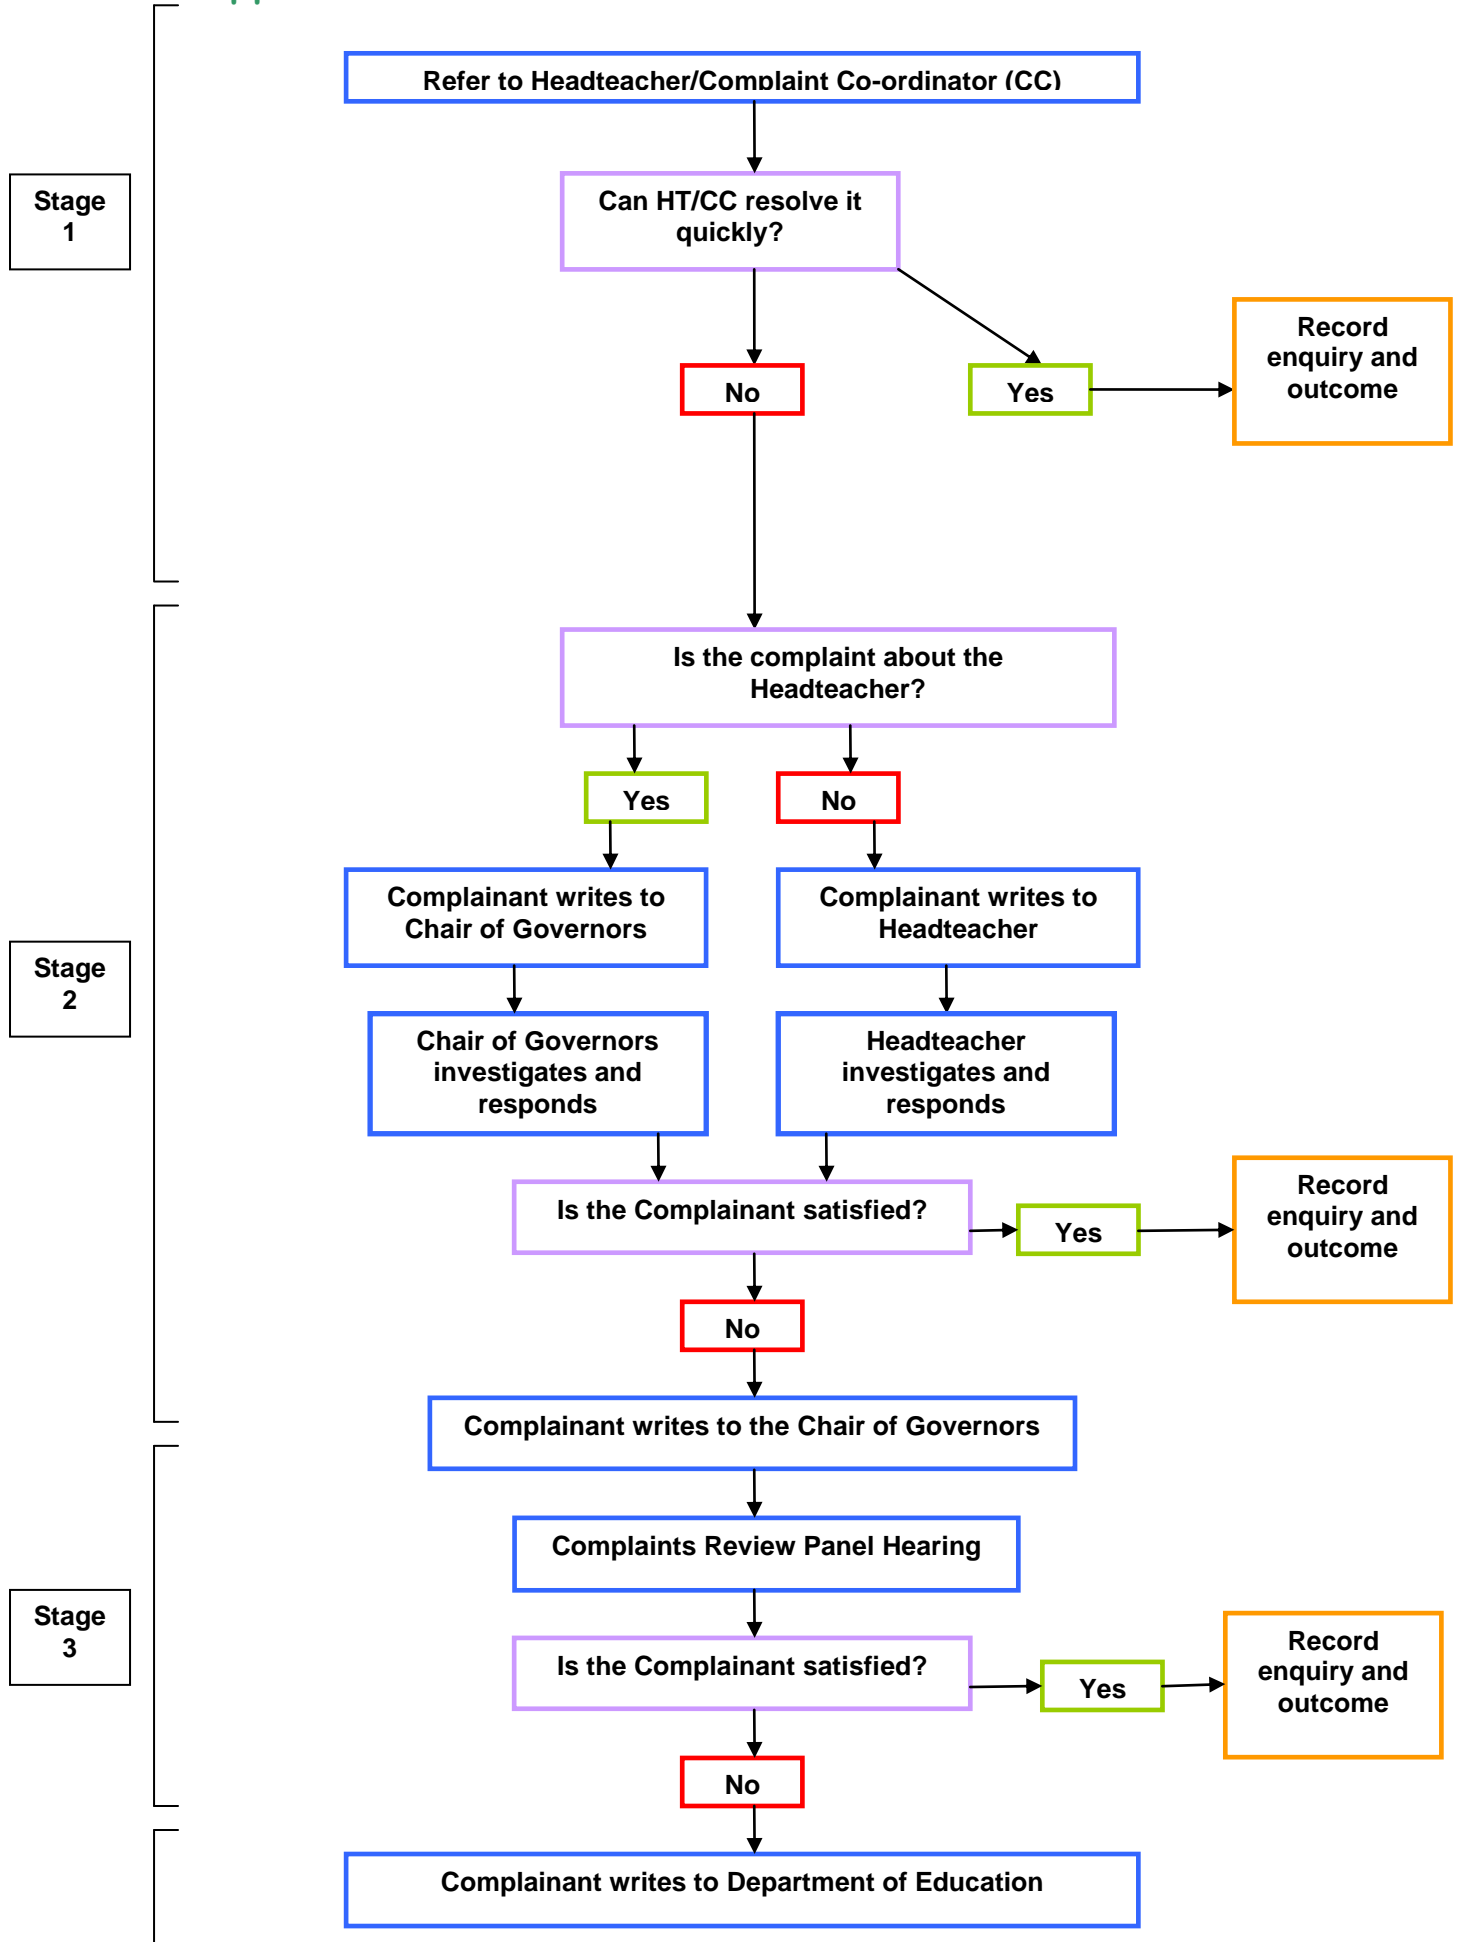 Refer to Headteacher/Complaint Co-ordinator (CC)
Stage
1
Can HT/CC resolve it
quickly?
No
Yes
Record
enquiry and
outcome
Is the complaint about the
Headteacher?
Yes
No
Complainant writes to
Chair of Governors
Complainant writes to
Headteacher
Stage
2
Chair of Governors
investigates and
responds
Headteacher
investigates and
responds
Is the Complainant satisfied?
Yes
Record
enquiry and
outcome
No
Complainant writes to the Chair of Governors
Complaints Review Panel Hearing
Stage
3
Is the Complainant satisfied?
Yes
Record
enquiry and
outcome
No
Complainant writes to Department of Education